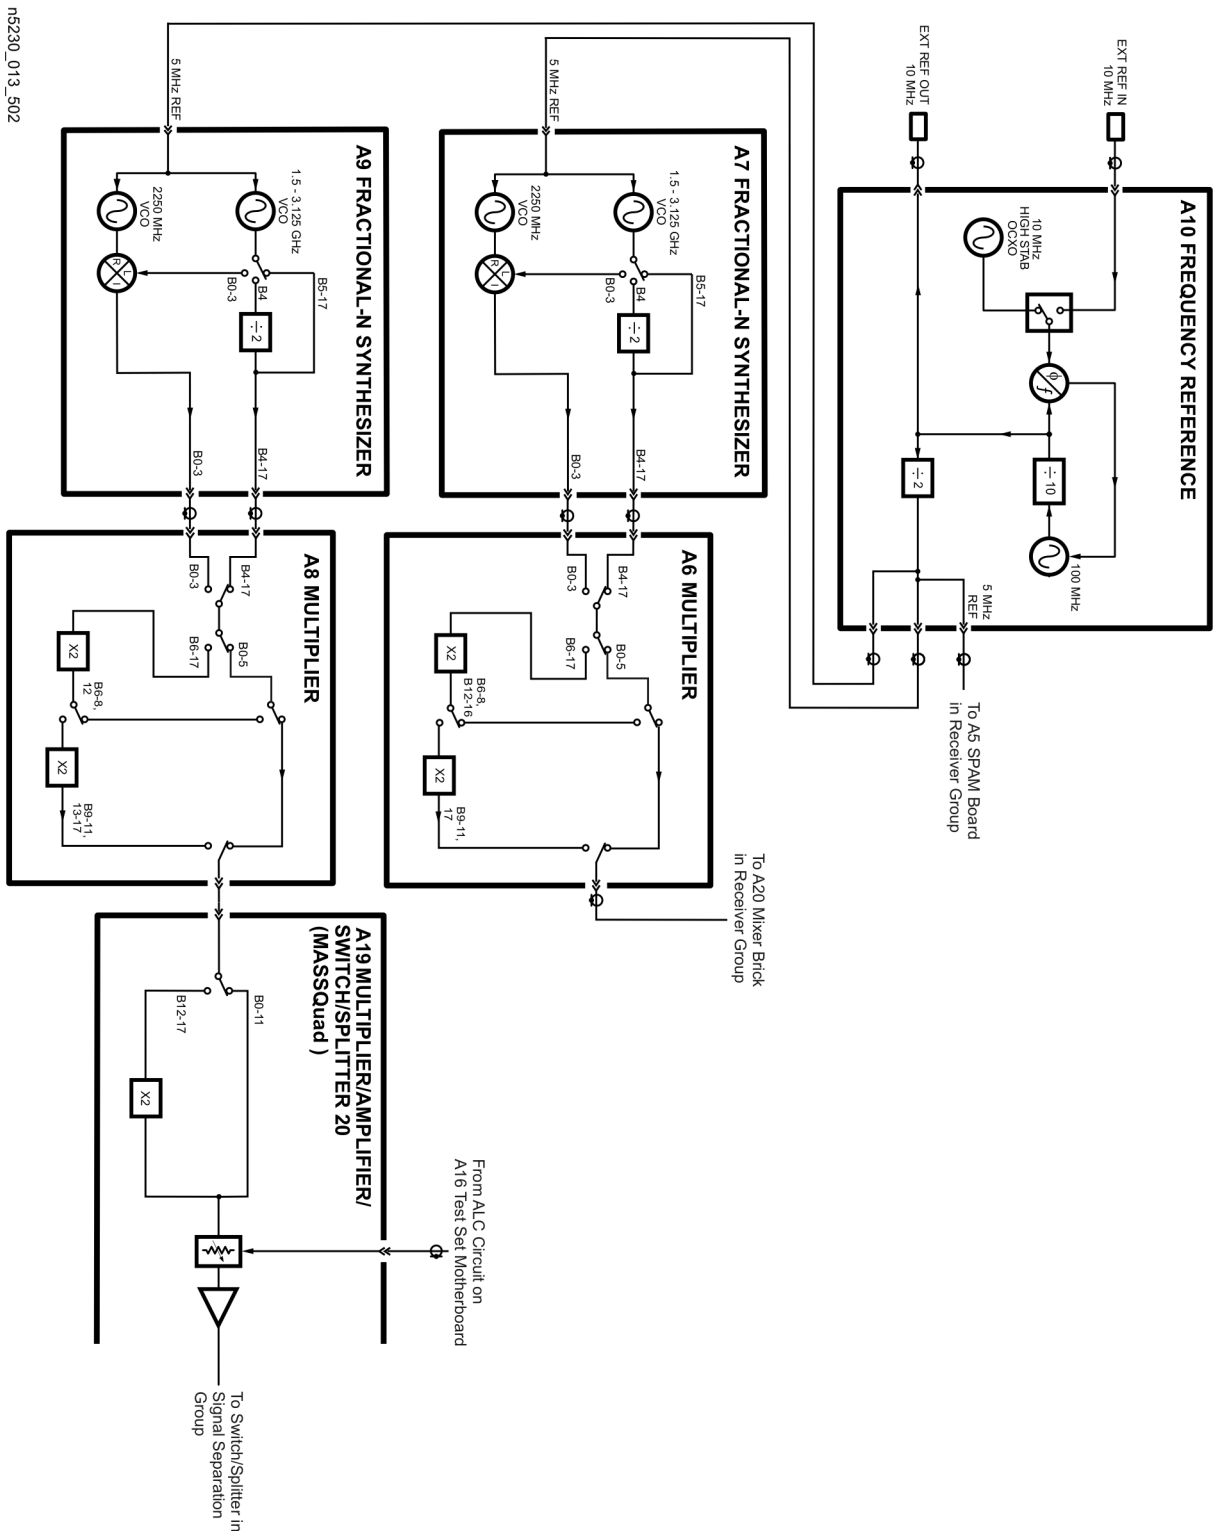 A10 FREQUENCY REFERENCE
EXT REF IN
10 MHz
EXT REF OUT
10 MHz
10 MHz
HIGH STAB
OCXO
ϕ
f
÷ 10
100 MHz
÷ 2
5 MHz
REF
To A5 SPAM Board
in Receiver Group
A7 FRACTIONAL-N SYNTHESIZER
5 MHz REF
1.5 - 3.125 GHz
VCO
2250 MHz
VCO
B5-17
B4
B0-3
÷ 2
R
L
I
B4-17
B0-3
A6 MULTIPLIER
B4-17
B0-3
B0-5
B6-17
X2
B6-8,
B12-16
X2
B9-11,
17
To A20 Mixer Brick
in Receiver Group
A9 FRACTIONAL-N SYNTHESIZER
5 MHz REF
1.5 - 3.125 GHz
VCO
2250 MHz
VCO
B5-17
B4
B0-3
÷ 2
R
L
I
B4-17
B0-3
A8 MULTIPLIER
B4-17
B0-3
B0-5
B6-17
X2
B6-8,
12
X2
B9-11,
13-17
A19 MULTIPLIER/AMPLIFIER/
SWITCH/SPLITTER 20
(MASSQuad )
B0-11
B12-17
X2
From ALC Circuit on
A16 Test Set Motherboard
To Switch/Splitter in
Signal Separation
Group
n5230_013_502